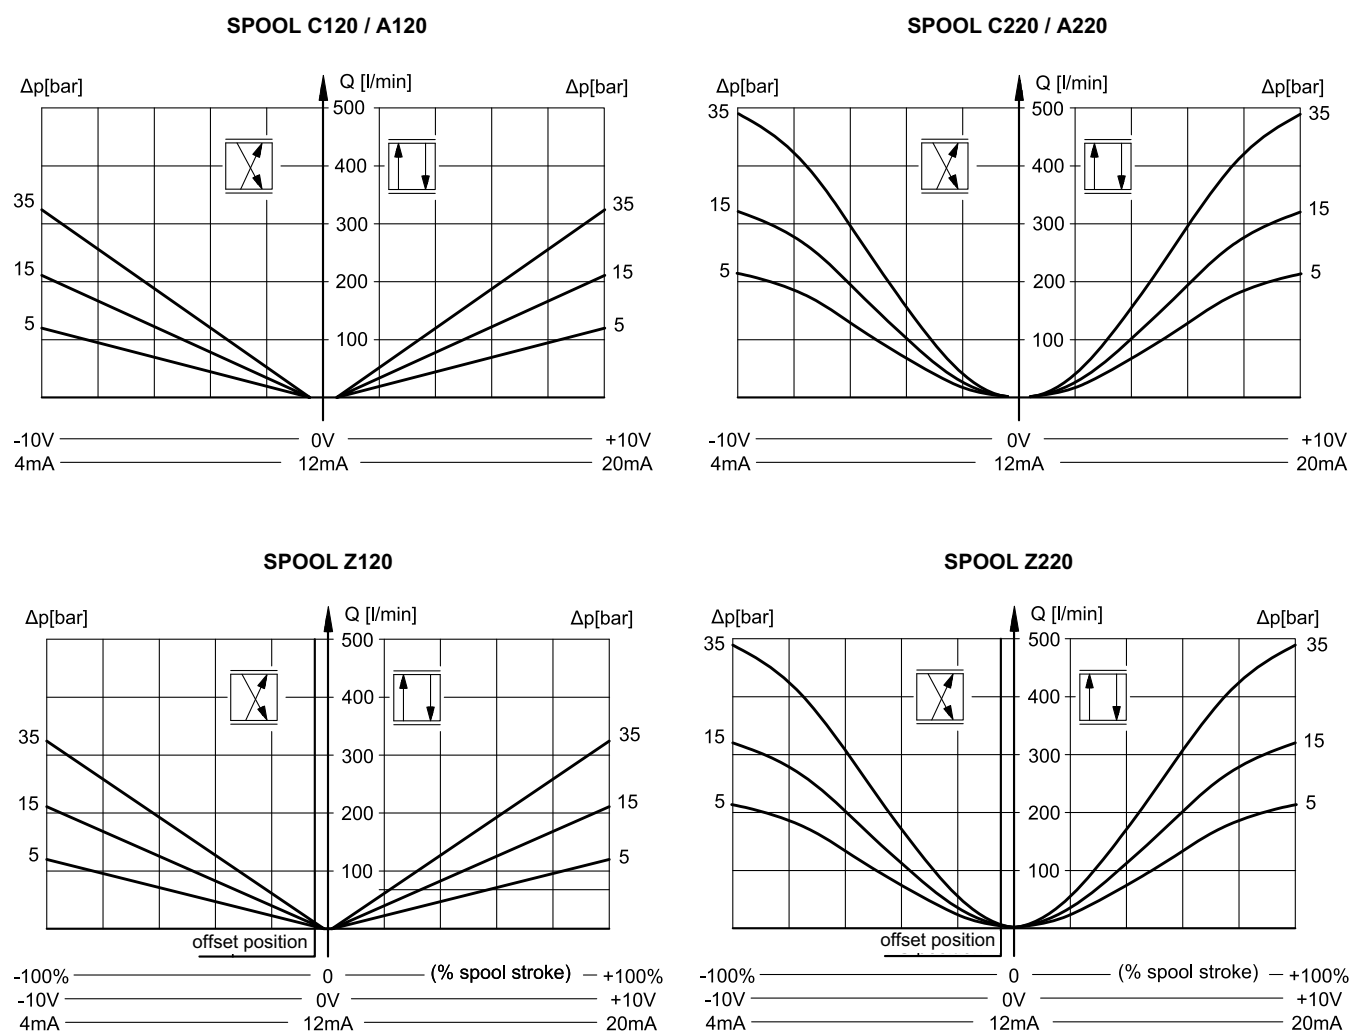 SPOOL C120 / A120
Δp[bar] Q [l/min] Δp[bar]
500
400
35 300 35
15 200 15
5 100 5
-10V 0V +10V
4mA 12mA 20mA
SPOOL C220 / A220
Δp[bar] Q [l/min] Δp[bar]
35 500 35
400
15 300 15
5 200 5
100
-10V 0V +10V
4mA 12mA 20mA
SPOOL Z120
Δp[bar] Q [l/min] Δp[bar]
500
400
35 300 35
15 200 15
5 100 5
offset position
-100% 0 (% spool stroke) +100%
-10V 0V +10V
4mA 12mA 20mA
SPOOL Z220
Δp[bar] Q [l/min] Δp[bar]
35 500 35
400
15 300 15
5 200 5
100
offset position
-100% 0 (% spool stroke) +100%
-10V 0V +10V
4mA 12mA 20mA